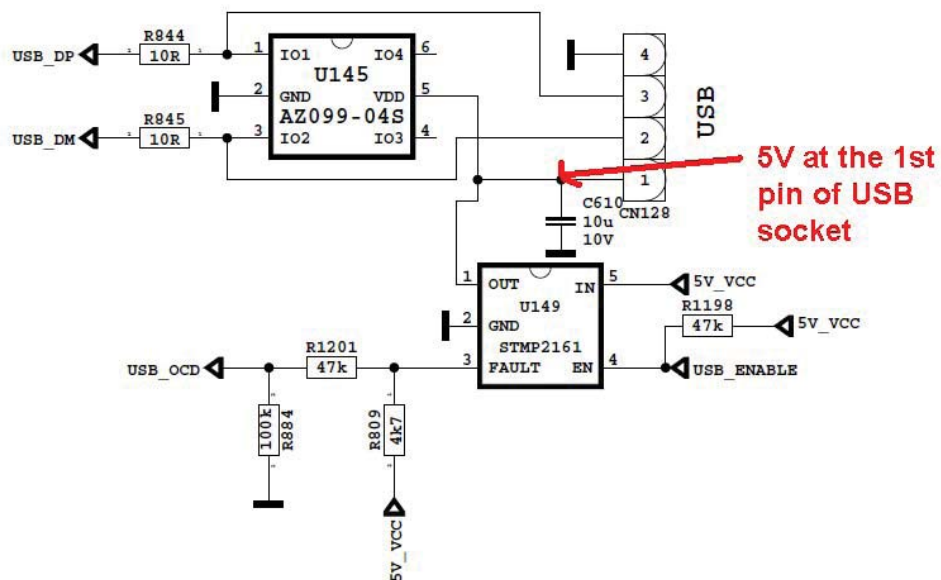 R844
USB_DP
10R
1
IO1
IO4
6
U145
2
GND
VDD
5
AZ099-04S
R845
USB_DM
10R
3
IO2
IO3
4
4
3
2
1
USB
CN128
5V at the 1st
pin of USB
socket
C610
10u
10V
1
OUT
IN
5
5V_VCC
U149
2
GND
R1198
47k
5V_VCC
STMP2161
R1201
47k
USB_OCD
3
FAULT
EN
4
USB_ENABLE
100k
R884
R809
4k7
5V_VCC